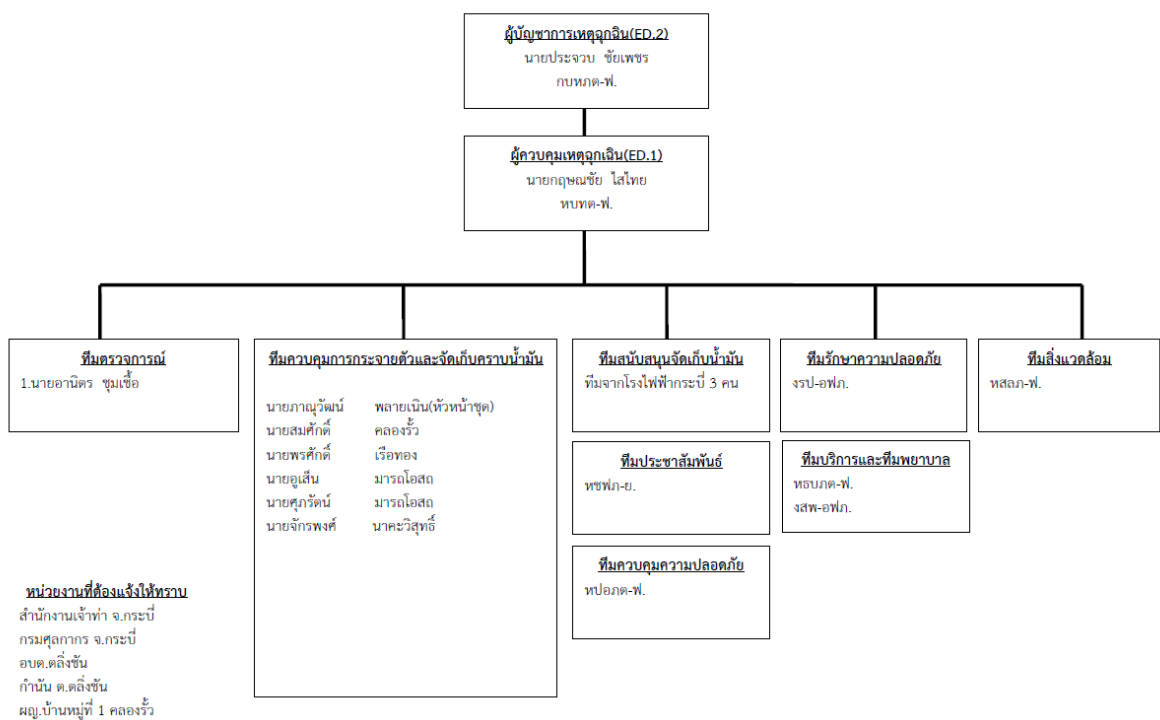 ผู้บัญชาการเหตุฉุกฉิน(ED.2)
นายประจวบ ชัยเพชร
กบหภต-ฟ.
ผู้ควบคุมเหตุฉุกเฉิน(ED.1)
นายกฤษณชัย ไสไทย
หบทต-ฟ.
ทีมตรวจการณ์
1.นายอานิตร ชุมเชื้อ
ทีมควบคุมการกระจายตัวและจัดเก็บคราบน้ำมัน
นายภาณุวัฒน์ พลายเนิน(หัวหน้าชุด)
นายสมศักดิ์ คลองรั้ว
นายพรศักดิ์ เรือทอง
นายอูเส็น มารถโอสถ
นายศุภรัตน์ มารถโอสถ
นายจักรพงศ์ นาคะวิสุทธิ์
ทีมสนับสนุนจัดเก็บน้ำมัน
ทีมจากโรงไฟฟ้ากระบี่ 3 คน
ทีมรักษาความปลอดภัย
งรป-อฟภ.
ทีมสิ่งแวดล้อม
หสลภ-ฟ.
ทีมประชาสัมพันธ์
หชฟภ-ย.
ทีมบริการและทีมพยาบาล
หธบภต-ฟ.
งสพ-อฟภ.
ทีมควบคุมความปลอดภัย
หปอภต-ฟ.
หน่วยงานที่ต้องแจ้งให้ทราบ
สำนักงานเจ้าท่า จ.กระบี่
กรมศุลกากร จ.กระบี่
อบต.ตลิ่งชัน
กำนัน ต.ตลิ่งชัน
ผญ.บ้านหมู่ที่ 1 คลองรั้ว